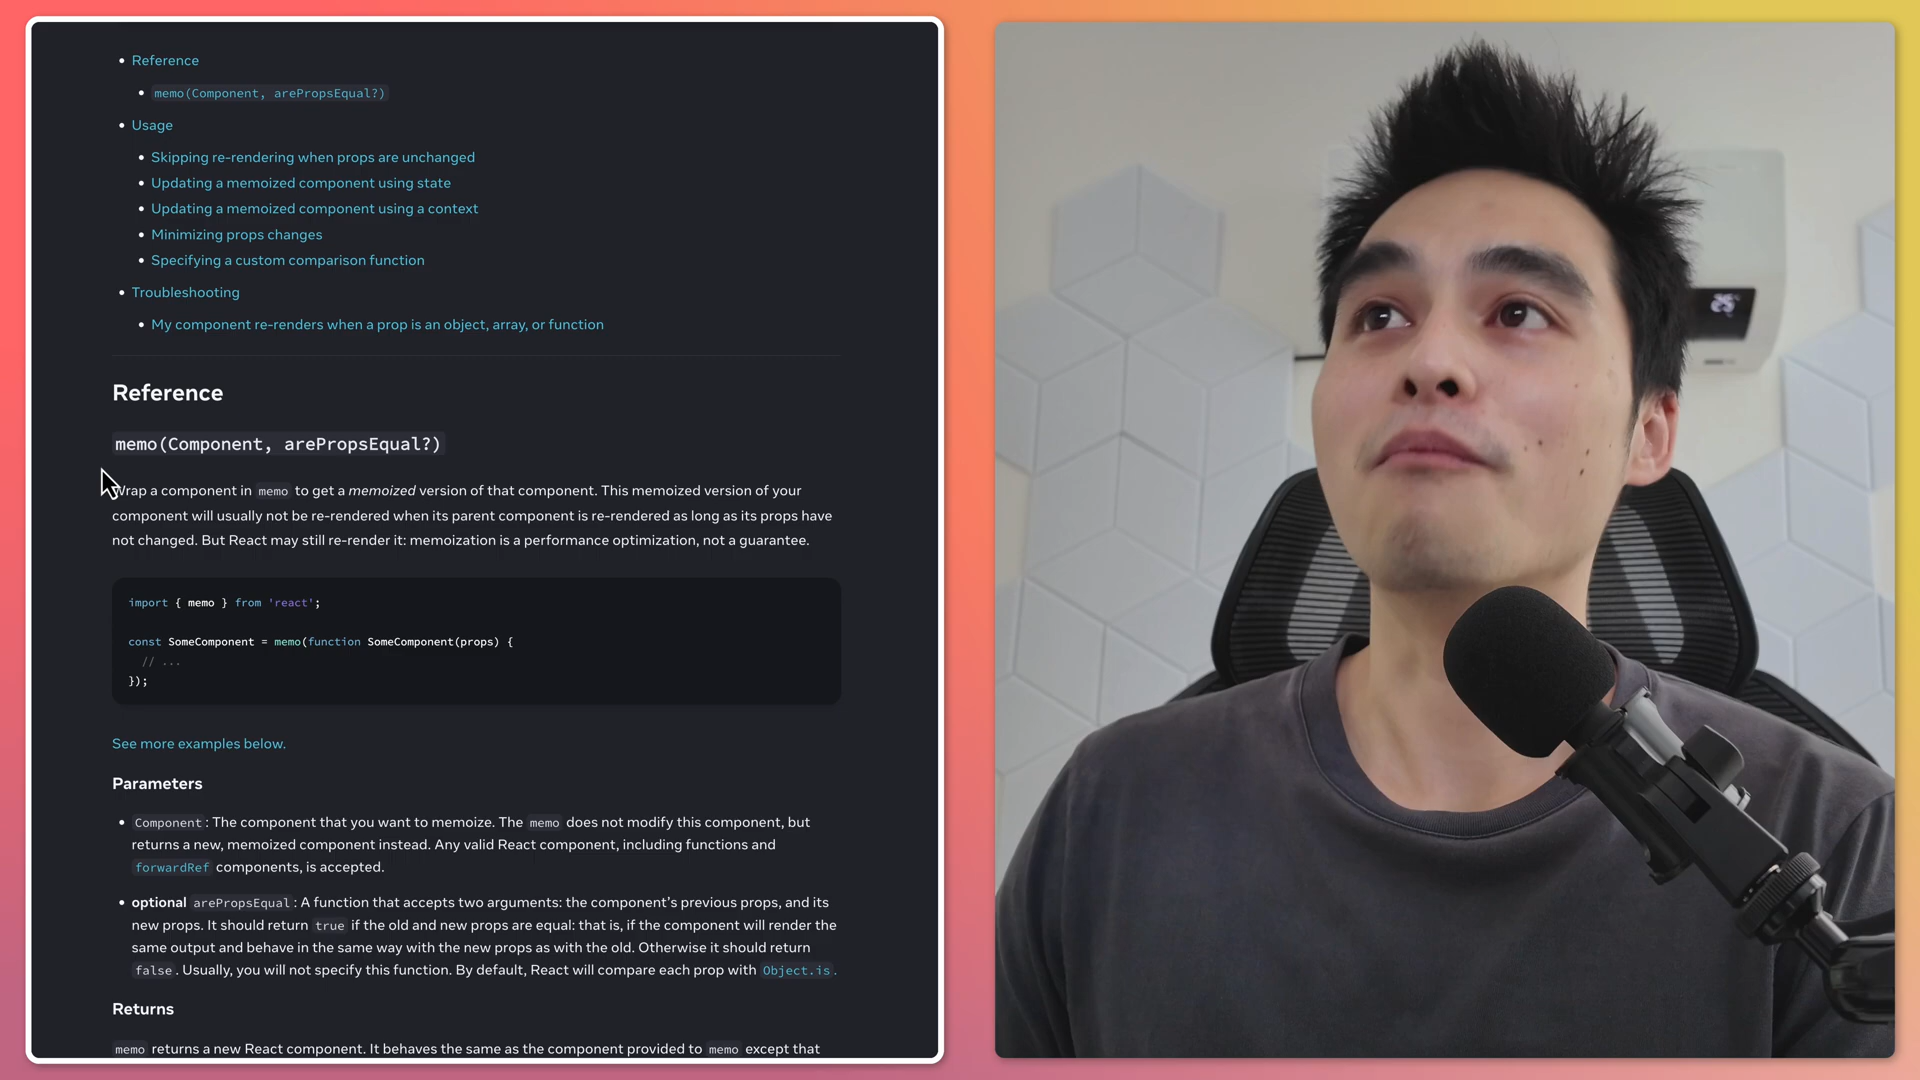 Reference
memo(Component, arePropsEqual?)
Usage
Skipping re-rendering when props are unchanged
Updating a memoized component using state
Updating a memoized component using a context
Minimizing props changes
Specifying a custom comparison function
Troubleshooting
My component re-renders when a prop is an object, array, or function
Reference
memo(Component, arePropsEqual?)
Wrap a component in memo to get a memoized version of that component. This memoized version of your
component will usually not be re-rendered when its parent component is re-rendered as long as its props have
not changed. But React may still re-render it: memoization is a performance optimization, not a guarantee.
import { memo } from 'react';
const SomeComponent = memo(function SomeComponent(props) {
// ...
});
See more examples below.
Parameters
Component: The component that you want to memoize. The memo does not modify this component, but
returns a new, memoized component instead. Any valid React component, including functions and
forwardRef components, is accepted.
optional arePropsEqual: A function that accepts two arguments: the component's previous props, and its
new props. It should return true if the old and new props are equal: that is, if the component will render the
same output and behave in the same way with the new props as with the old. Otherwise it should return
false. Usually, you will not specify this function. By default, React will compare each prop with Object.is.
Returns
memo returns a new React component. It behaves the same as the component provided to memo except that